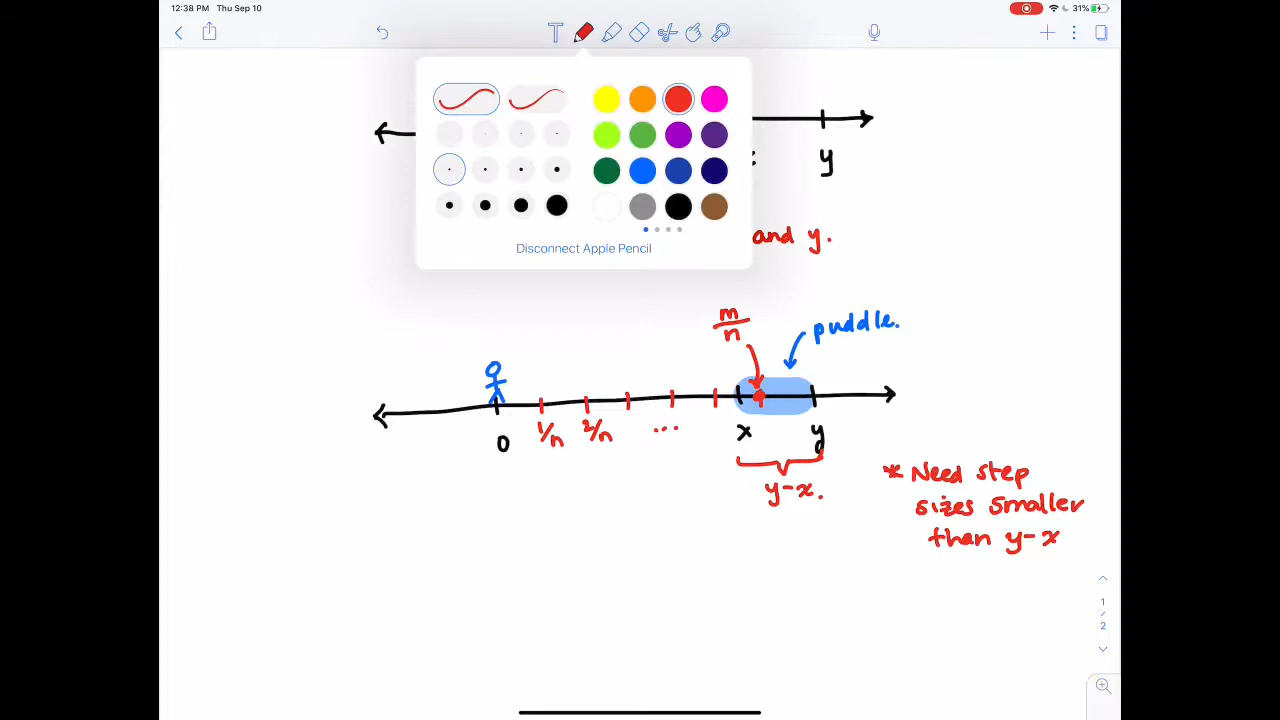 12:38 PM Thu Sep 10
31%
T
y
and y.
Disconnect Apple Pencil
m/n
puddle.
0
1/n
2/n
...
x
y
y-x.
* Need step
sizes smaller
than y-x
1
/
2